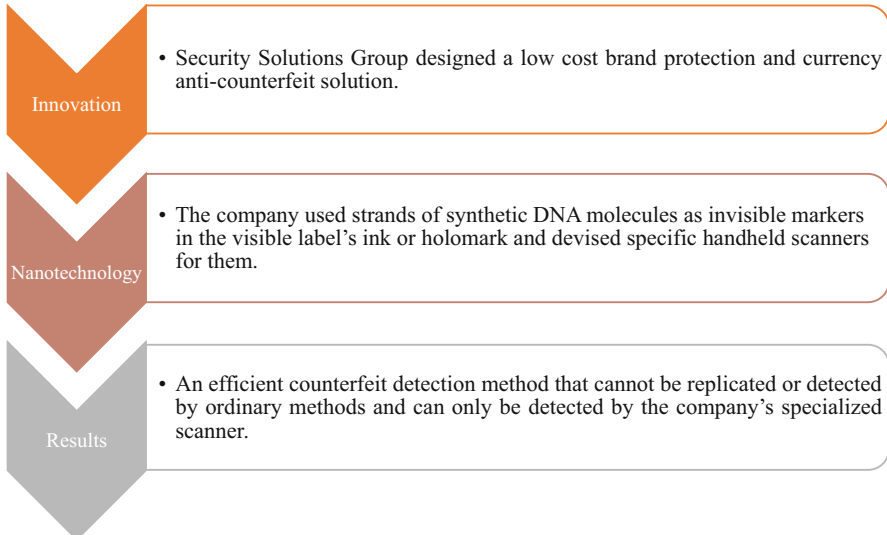 Innovation
• Security Solutions Group designed a low cost brand protection and currency
anti-counterfeit solution.
Nanotechnology
• The company used strands of synthetic DNA molecules as invisible markers
in the visible label’s ink or holomark and devised specific handheld scanners
for them.
Results
• An efficient counterfeit detection method that cannot be replicated or detected
by ordinary methods and can only be detected by the company’s specialized
scanner.